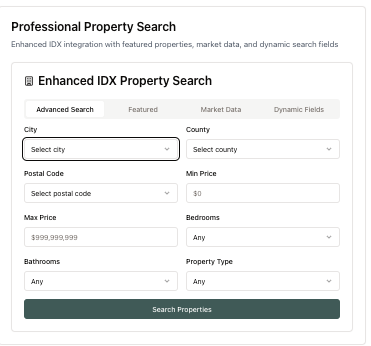 Professional Property Search
Enhanced IDX integration with featured properties, market data, and dynamic search fields
Enhanced IDX Property Search
Advanced Search Featured Market Data Dynamic Fields
City County
Select city Select county
Postal Code Min Price
Select postal code $0
Max Price Bedrooms
$999,999,999 Any
Bathrooms Property Type
Any Any
Search Properties